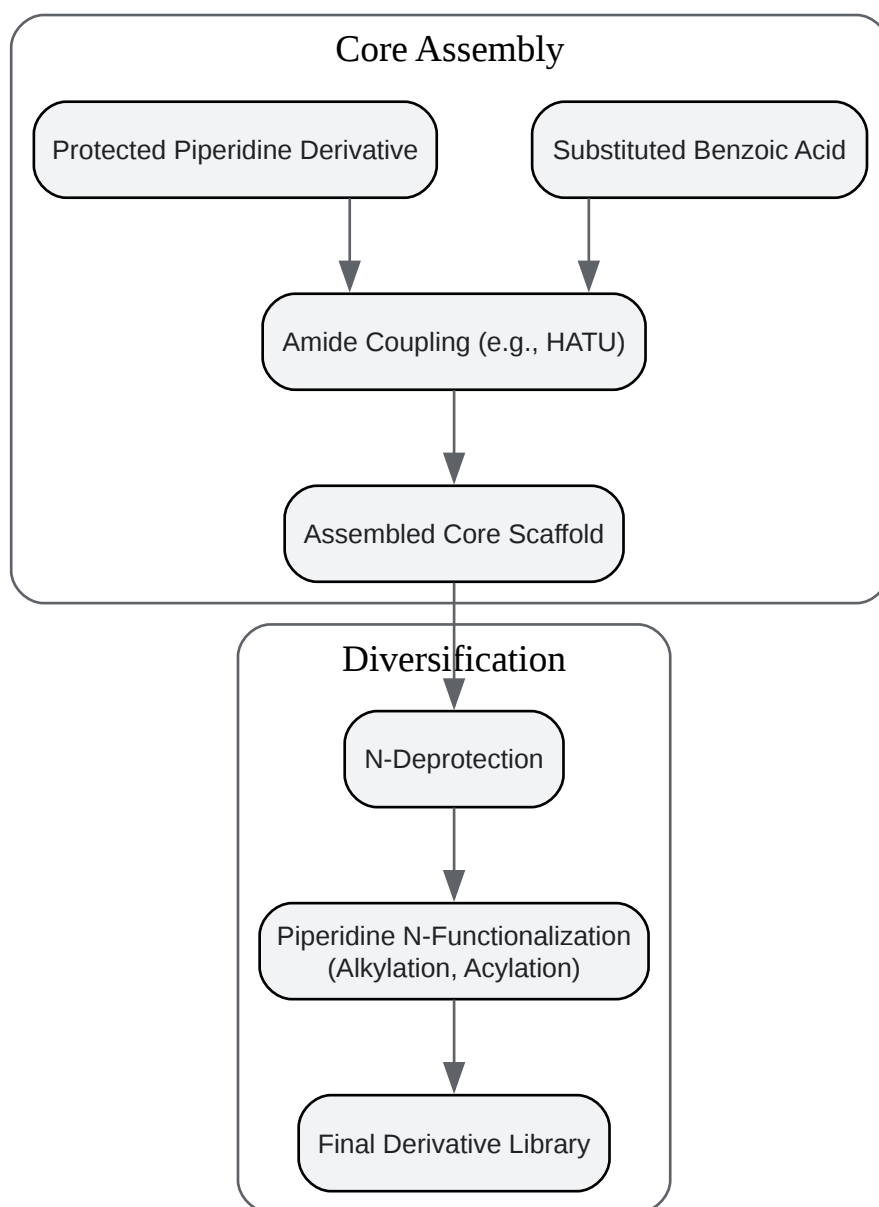 Core Assembly
Protected Piperidine Derivative
Substituted Benzoic Acid
Amide Coupling (e.g., HATU)
Assembled Core Scaffold
Diversification
N-Deprotection
Piperidine N-Functionalization
(Alkylation, Acylation)
Final Derivative Library